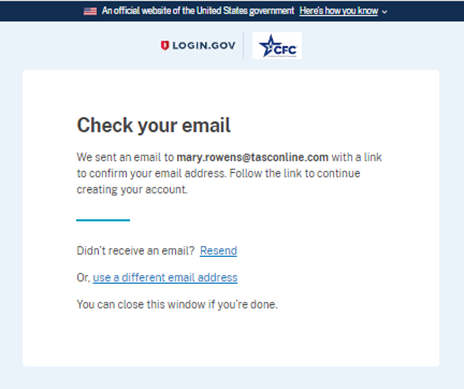 An official website of the United States government Here's how you know
LOGIN.GOV CFC
Check your email
We sent an email to mary.rowens@tasconline.com with a link
to confirm your email address. Follow the link to continue
creating your account.
Didn't receive an email? Resend
Or, use a different email address
You can close this window if you're done.